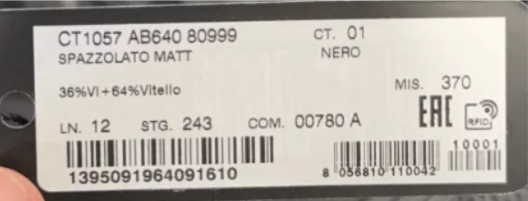 CT1057 AB640 80999 CT. 01
SPAZZOLATO MATT NERO
36%VI+64%Vitello MIS. 370
EAC RFID
LN. 12 STG. 243 COM. 00780 A
10001
1395091964091610 8 056810 110042